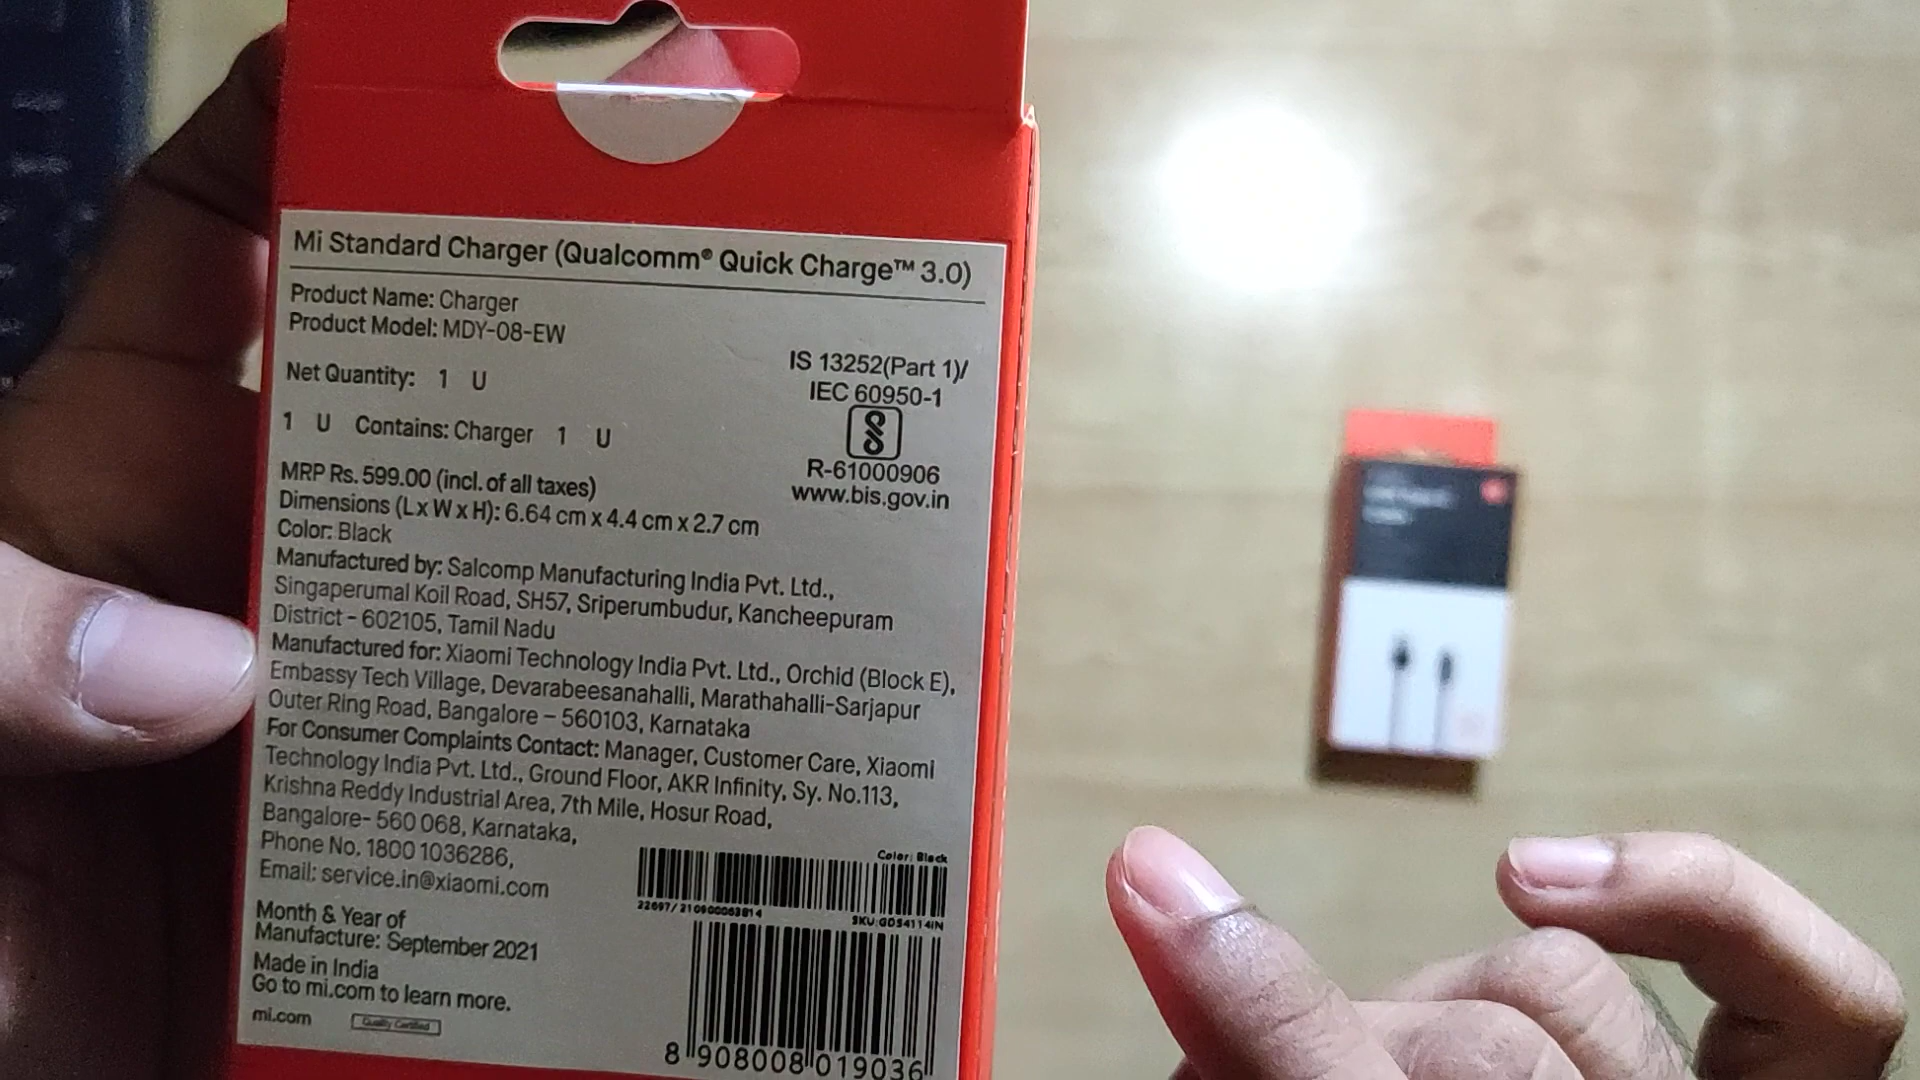 Mi Standard Charger (Qualcomm® Quick Charge™ 3.0)
Product Name: Charger
Product Model: MDY-08-EW
Net Quantity: 1 U
1 U Contains: Charger 1 U
IS 13252(Part 1)/
IEC 60950-1
R-61000906
www.bis.gov.in
MRP Rs. 599.00 (incl. of all taxes)
Dimensions (L x W x H): 6.64 cm x 4.4 cm x 2.7 cm
Color: Black
Manufactured by: Salcomp Manufacturing India Pvt. Ltd.,
Singaperumal Koil Road, SH57, Sriperumbudur, Kancheepuram
District - 602105, Tamil Nadu
Manufactured for: Xiaomi Technology India Pvt. Ltd., Orchid (Block E),
Embassy Tech Village, Devarabeesanahalli, Marathahalli-Sarjapur
Outer Ring Road, Bangalore – 560103, Karnataka
For Consumer Complaints Contact: Manager, Customer Care, Xiaomi
Technology India Pvt. Ltd., Ground Floor, AKR Infinity, Sy. No.113,
Krishna Reddy Industrial Area, 7th Mile, Hosur Road,
Bangalore- 560 068, Karnataka,
Phone No. 1800 1036286,
Email: service.in@xiaomi.com
Month & Year of
Manufacture: September 2021
Made in India
Go to mi.com to learn more.
mi.com
Quality Certified
Color: Black
22697/210900063814
SKU:GDS4114IN
8 908008 019036